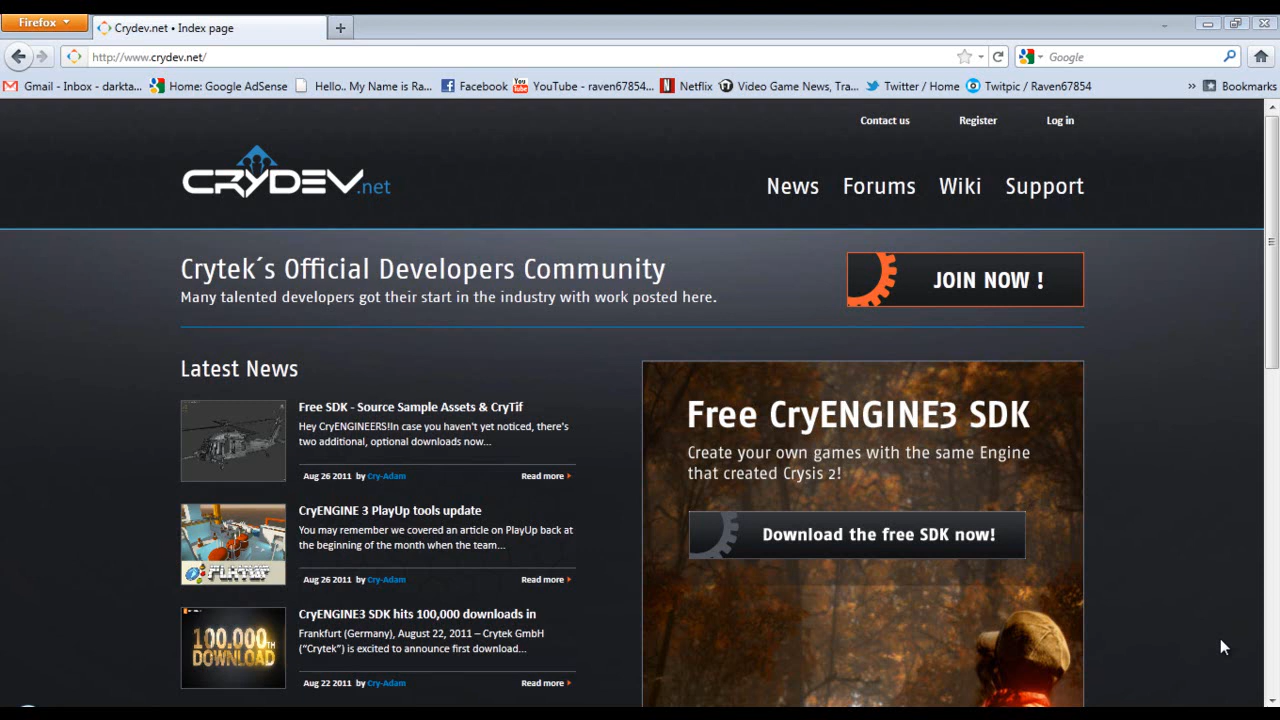 Firefox
Crydev.net • Index page
http://www.crydev.net/
Google
Gmail - Inbox - darkta...
Home: Google AdSense
Hello.. My Name is Ra...
Facebook
YouTube - raven67854...
Netflix
Video Game News, Tra...
Twitter / Home
Twitpic / Raven67854
»
Bookmarks
Contact us
Register
Log in
CRYDEV.net
News
Forums
Wiki
Support
Crytek´s Official Developers Community
Many talented developers got their start in the industry with work posted here.
JOIN NOW !
Latest News
Free SDK - Source Sample Assets & CryTif
Hey CryENGINEERS!In case you haven't yet noticed, there's
two additional, optional downloads now...
Aug 26 2011 by Cry-Adam
Read more
CryENGINE 3 PlayUp tools update
You may remember we covered an article on PlayUp back at
the beginning of the month when the team...
Aug 26 2011 by Cry-Adam
Read more
PLAYUP
CryENGINE3 SDK hits 100,000 downloads in
Frankfurt (Germany), August 22, 2011 – Crytek GmbH
(“Crytek”) is excited to announce first download...
Aug 22 2011 by Cry-Adam
Read more
100.000TH
DOWNLOAD
Free CryENGINE3 SDK
Create your own games with the same Engine
that created Crysis 2!
Download the free SDK now!